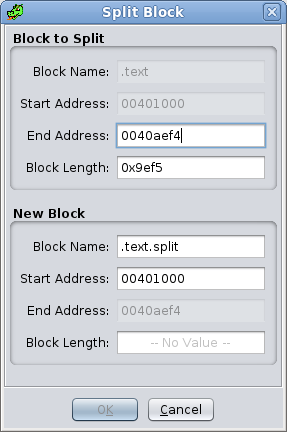 Split Block
Block to Split
Block Name: .text
Start Address: 00401000
End Address: 0040aef4
Block Length: 0x9ef5
New Block
Block Name: .text.split
Start Address: 00401000
End Address: 0040aef4
Block Length: -- No Value --
OK Cancel